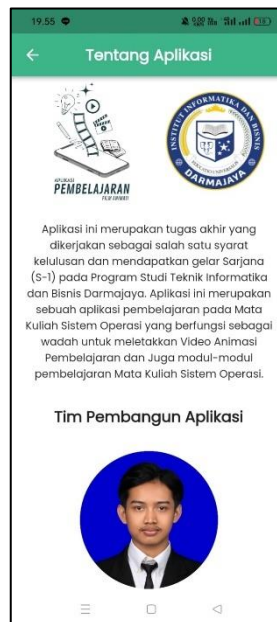 19.55
Tentang Aplikasi
APLIKASI
PEMBELAJARAN
INSTITUT INFORMATIKA DAN BISNIS
DARMAJAYA
Aplikasi ini merupakan tugas akhir yang
dikerjakan sebagai salah satu syarat
kelulusan dan mendapatkan gelar Sarjana
(S-1) pada Program Studi Teknik Informatika
dan Bisnis Darmajaya. Aplikasi ini merupakan
sebuah aplikasi pembelajaran pada Mata
Kuliah Sistem Operasi yang berfungsi sebagai
wadah untuk meletakkan Video Animasi
Pembelajaran dan Juga modul-modul
pembelajaran Mata Kuliah Sistem Operasi.
Tim Pembangun Aplikasi